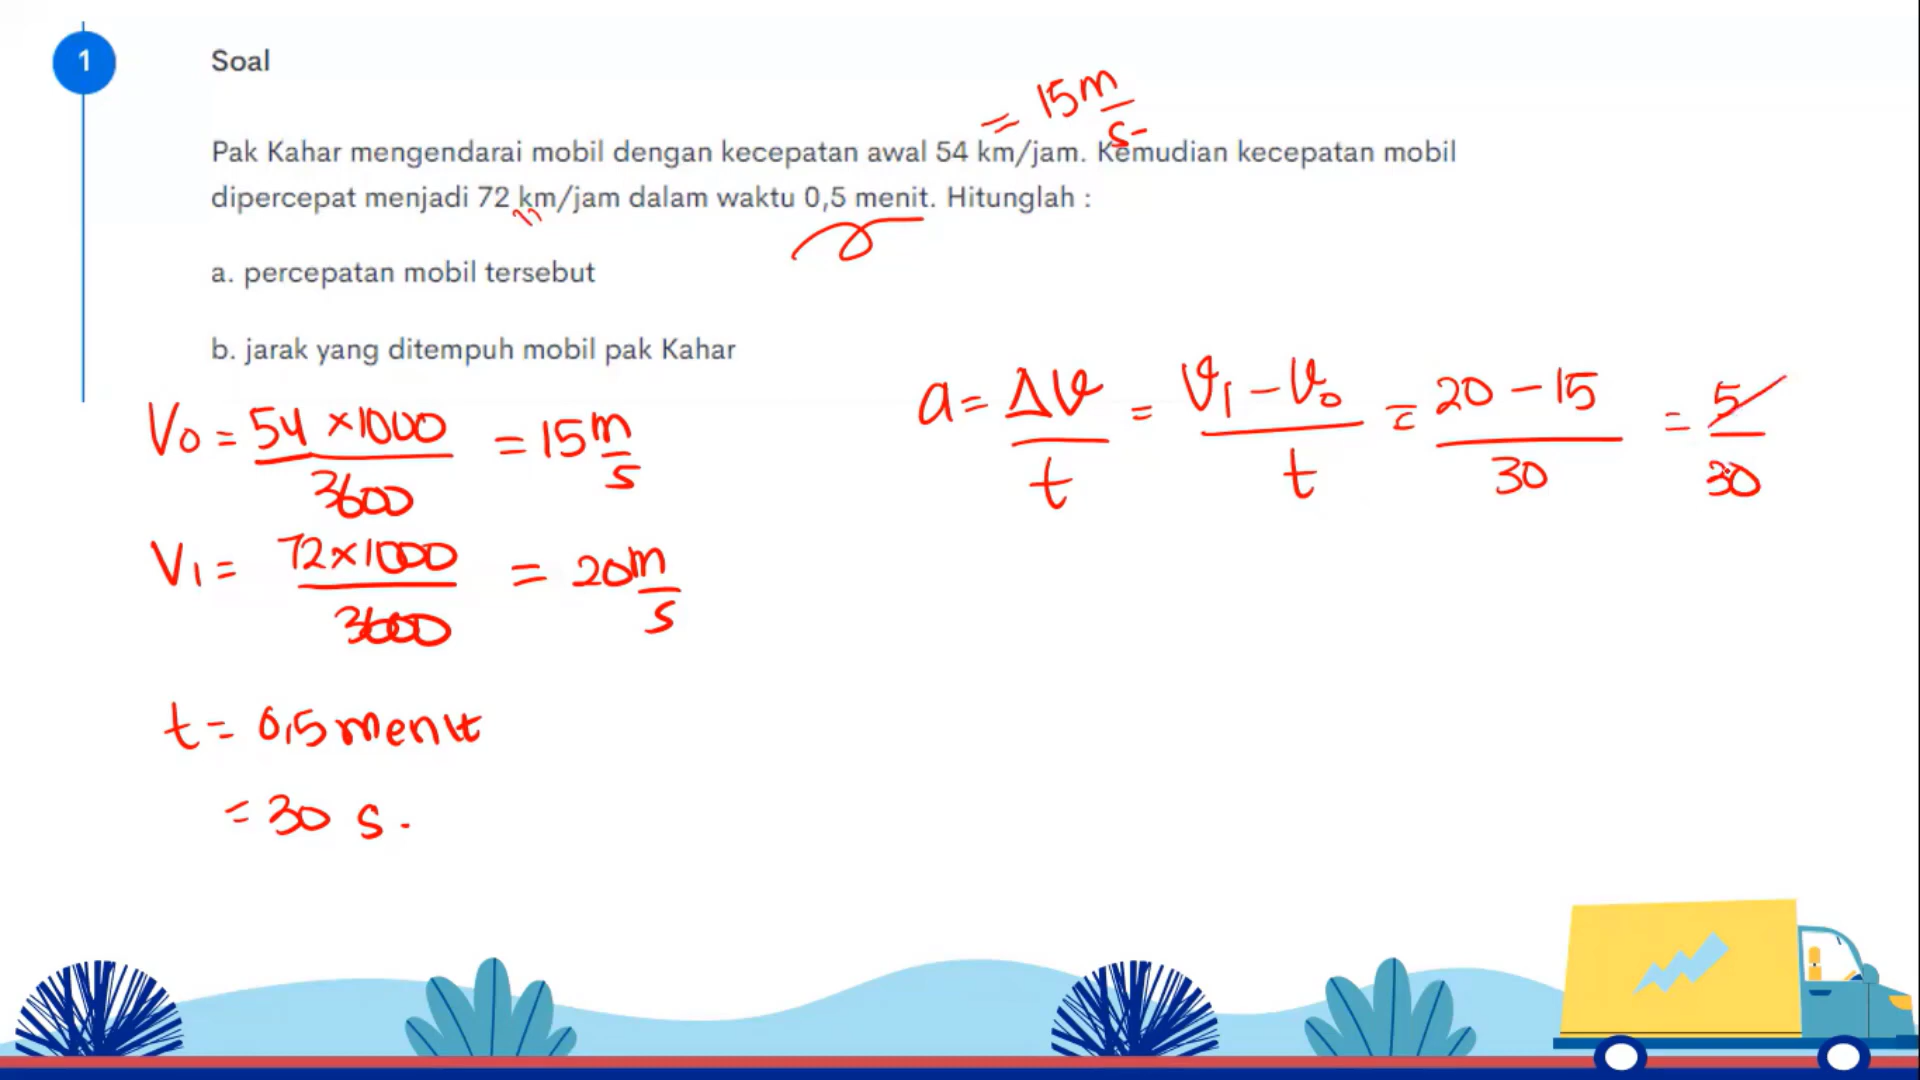 1
Soal
= 15 m/s
Pak Kahar mengendarai mobil dengan kecepatan awal 54 km/jam. Kemudian kecepatan mobil
dipercepat menjadi 72 km/jam dalam waktu 0,5 menit. Hitunglah :
a. percepatan mobil tersebut
b. jarak yang ditempuh mobil pak Kahar
V0 = 54 x 1000 / 3600 = 15 m/s
V1 = 72 x 1000 / 3600 = 20 m/s
t = 0,5 menit
= 30 s.
a = Δv / t = v1 - v0 / t = 20 - 15 / 30 = 5 / 30